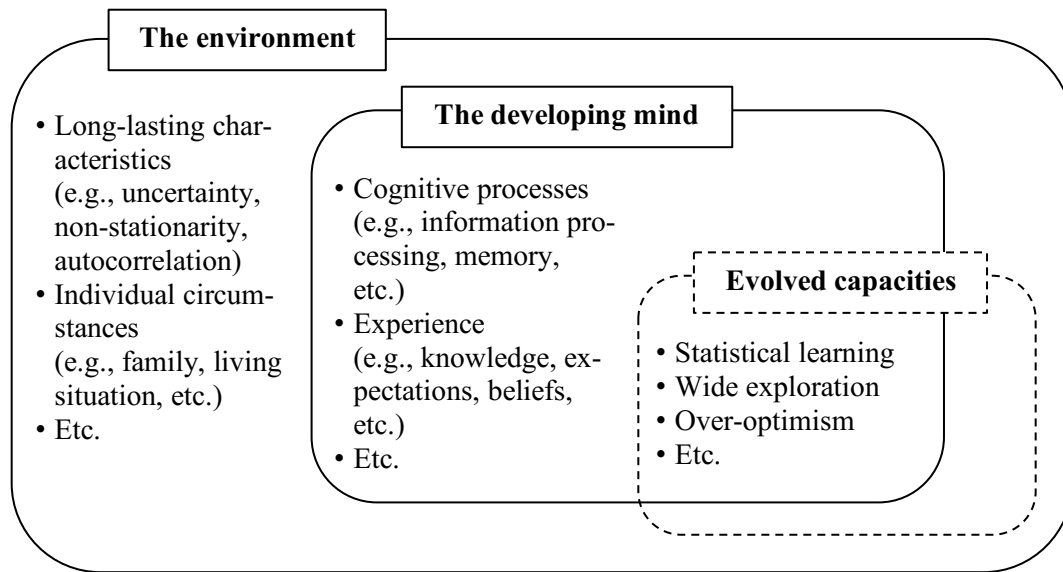 The environment
• Long-lasting char-
acteristics
(e.g., uncertainty,
non-stationarity,
autocorrelation)
• Individual circum-
stances
(e.g., family, living
situation, etc.)
• Etc.
The developing mind
• Cognitive processes
(e.g., information pro-
cessing, memory,
etc.)
• Experience
(e.g., knowledge, ex-
pectations, beliefs,
etc.)
• Etc.
Evolved capacities
• Statistical learning
• Wide exploration
• Over-optimism
• Etc.